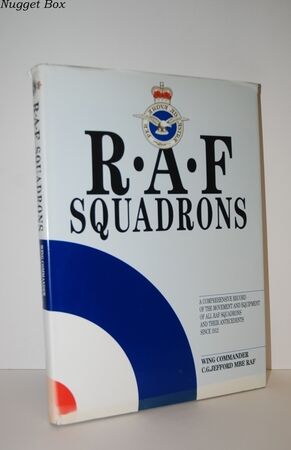 Nugget Box
R·A·F
SQUADRONS
A COMPREHENSIVE RECORD
OF THE MOVEMENT AND EQUIPMENT
OF ALL RAF SQUADRONS
AND THEIR ANTECEDENTS
SINCE 1912
WING COMMANDER
C.G.JEFFORD MBE RAF
R·A·F SQUADRONS
WING COMMANDER